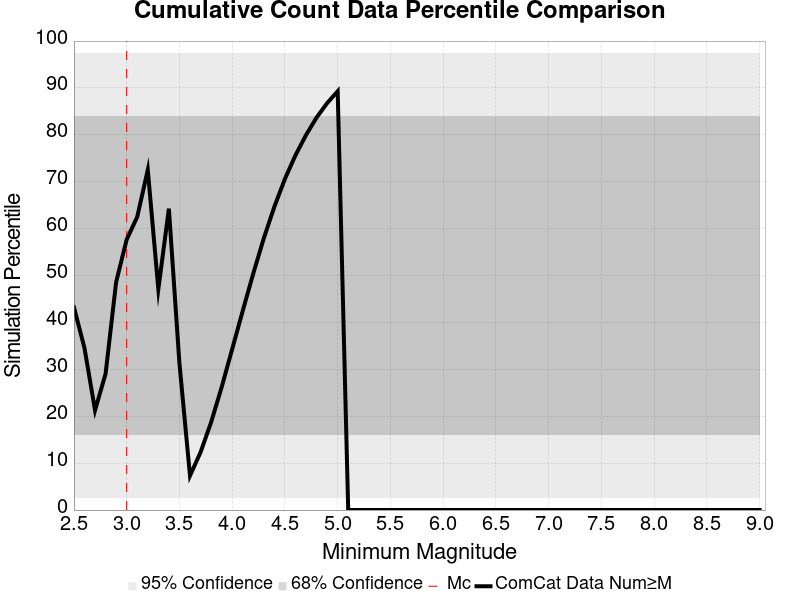 Cumulative Count Data Percentile Comparison
100
90
80
70
60
50
40
30
20
10
0
Simulation Percentile
2.5 3.0 3.5 4.0 4.5 5.0 5.5 6.0 6.5 7.0 7.5 8.0 8.5 9.0
Minimum Magnitude
95% Confidence 68% Confidence Mc ComCat Data Num≥M